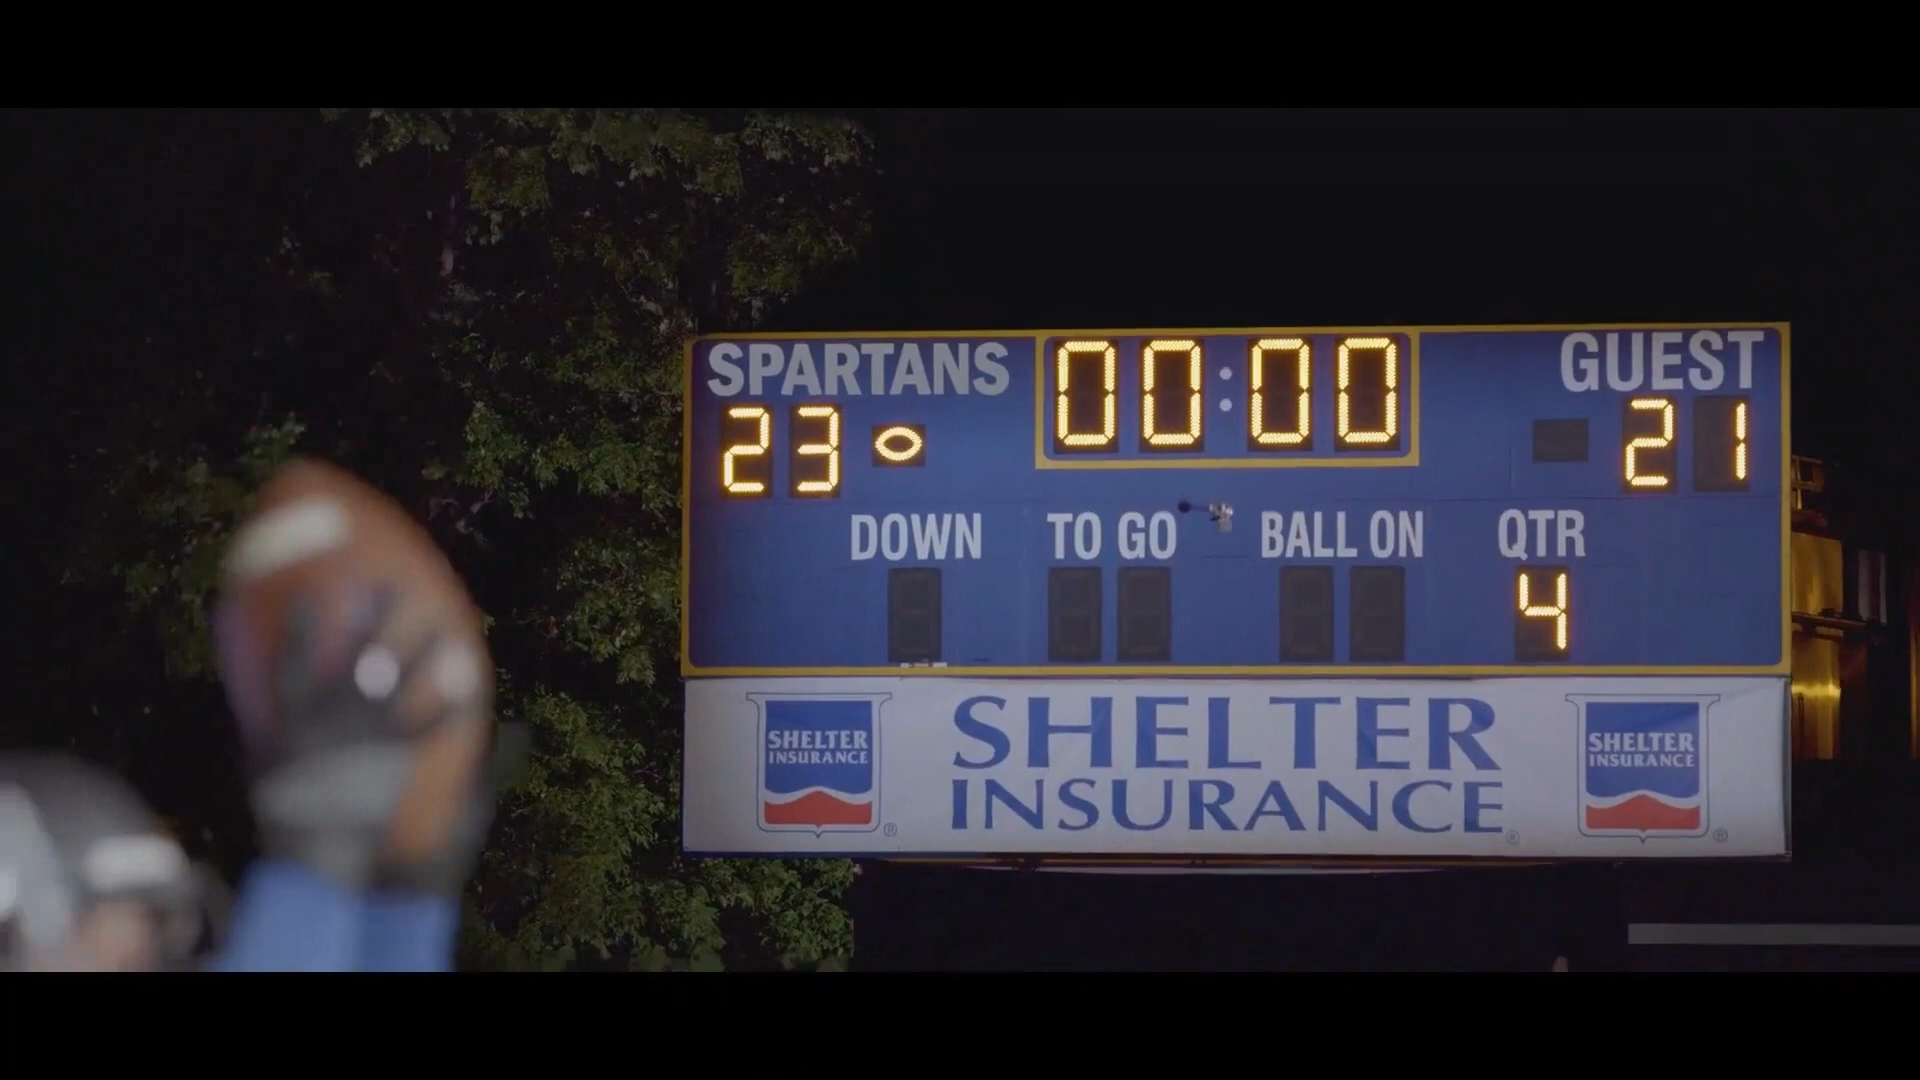 SPARTANS 00:00 GUEST
23 21
DOWN TO GO BALL ON QTR
4
SHELTER INSURANCE ®
SHELTER
INSURANCE ®
SHELTER INSURANCE ®